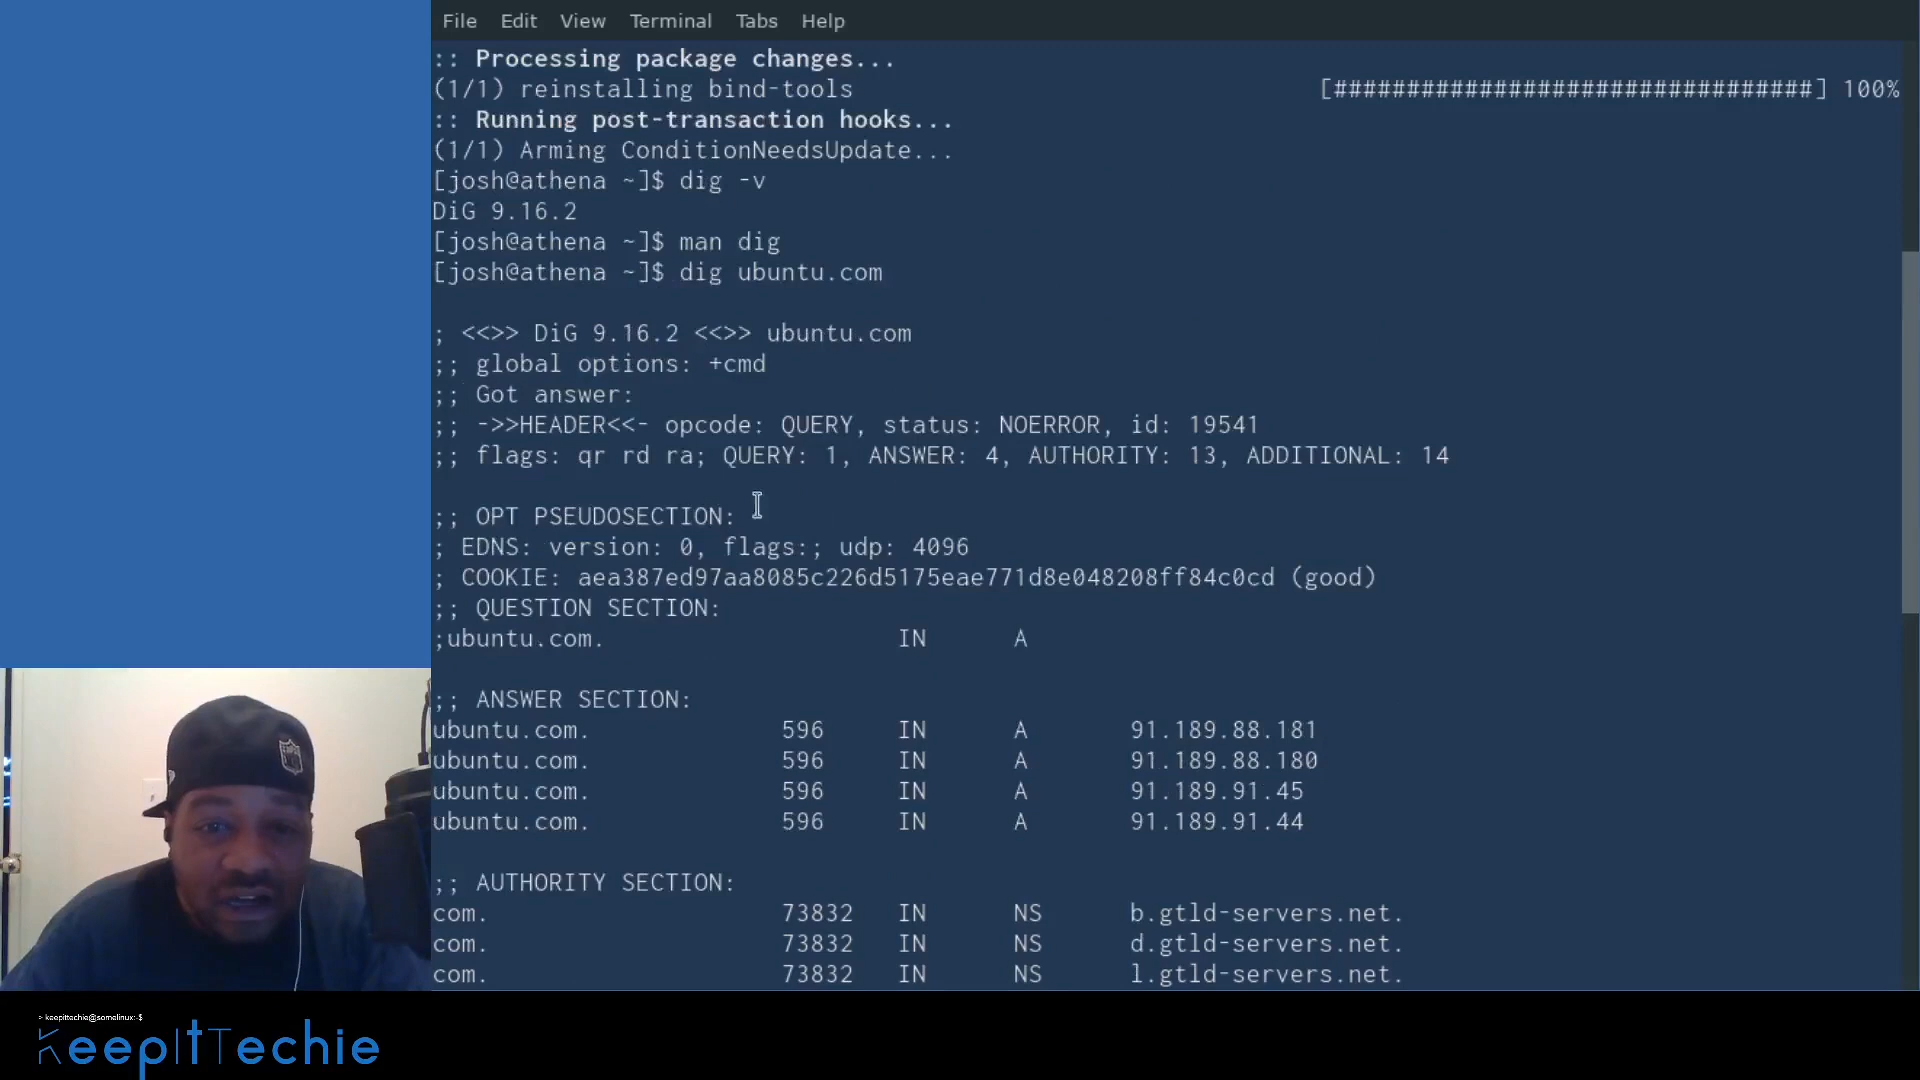 File Edit View Terminal Tabs Help
:: Processing package changes...
(1/1) reinstalling bind-tools [#################################] 100%
:: Running post-transaction hooks...
(1/1) Arming ConditionNeedsUpdate...
[josh@athena ~]$ dig -v
DiG 9.16.2
[josh@athena ~]$ man dig
[josh@athena ~]$ dig ubuntu.com
; <<>> DiG 9.16.2 <<>> ubuntu.com
;; global options: +cmd
;; Got answer:
;; ->>HEADER<<- opcode: QUERY, status: NOERROR, id: 19541
;; flags: qr rd ra; QUERY: 1, ANSWER: 4, AUTHORITY: 13, ADDITIONAL: 14
;; OPT PSEUDOSECTION:
; EDNS: version: 0, flags:; udp: 4096
; COOKIE: aea387ed97aa8085c226d5175eae771d8e048208ff84c0cd (good)
;; QUESTION SECTION:
;ubuntu.com. IN A
;; ANSWER SECTION:
ubuntu.com. 596 IN A 91.189.88.181
ubuntu.com. 596 IN A 91.189.88.180
ubuntu.com. 596 IN A 91.189.91.45
ubuntu.com. 596 IN A 91.189.91.44
;; AUTHORITY SECTION:
com. 73832 IN NS b.gtld-servers.net.
com. 73832 IN NS d.gtld-servers.net.
com. 73832 IN NS l.gtld-servers.net.
> keepittechie@somelinux:-$
KeepItTechie